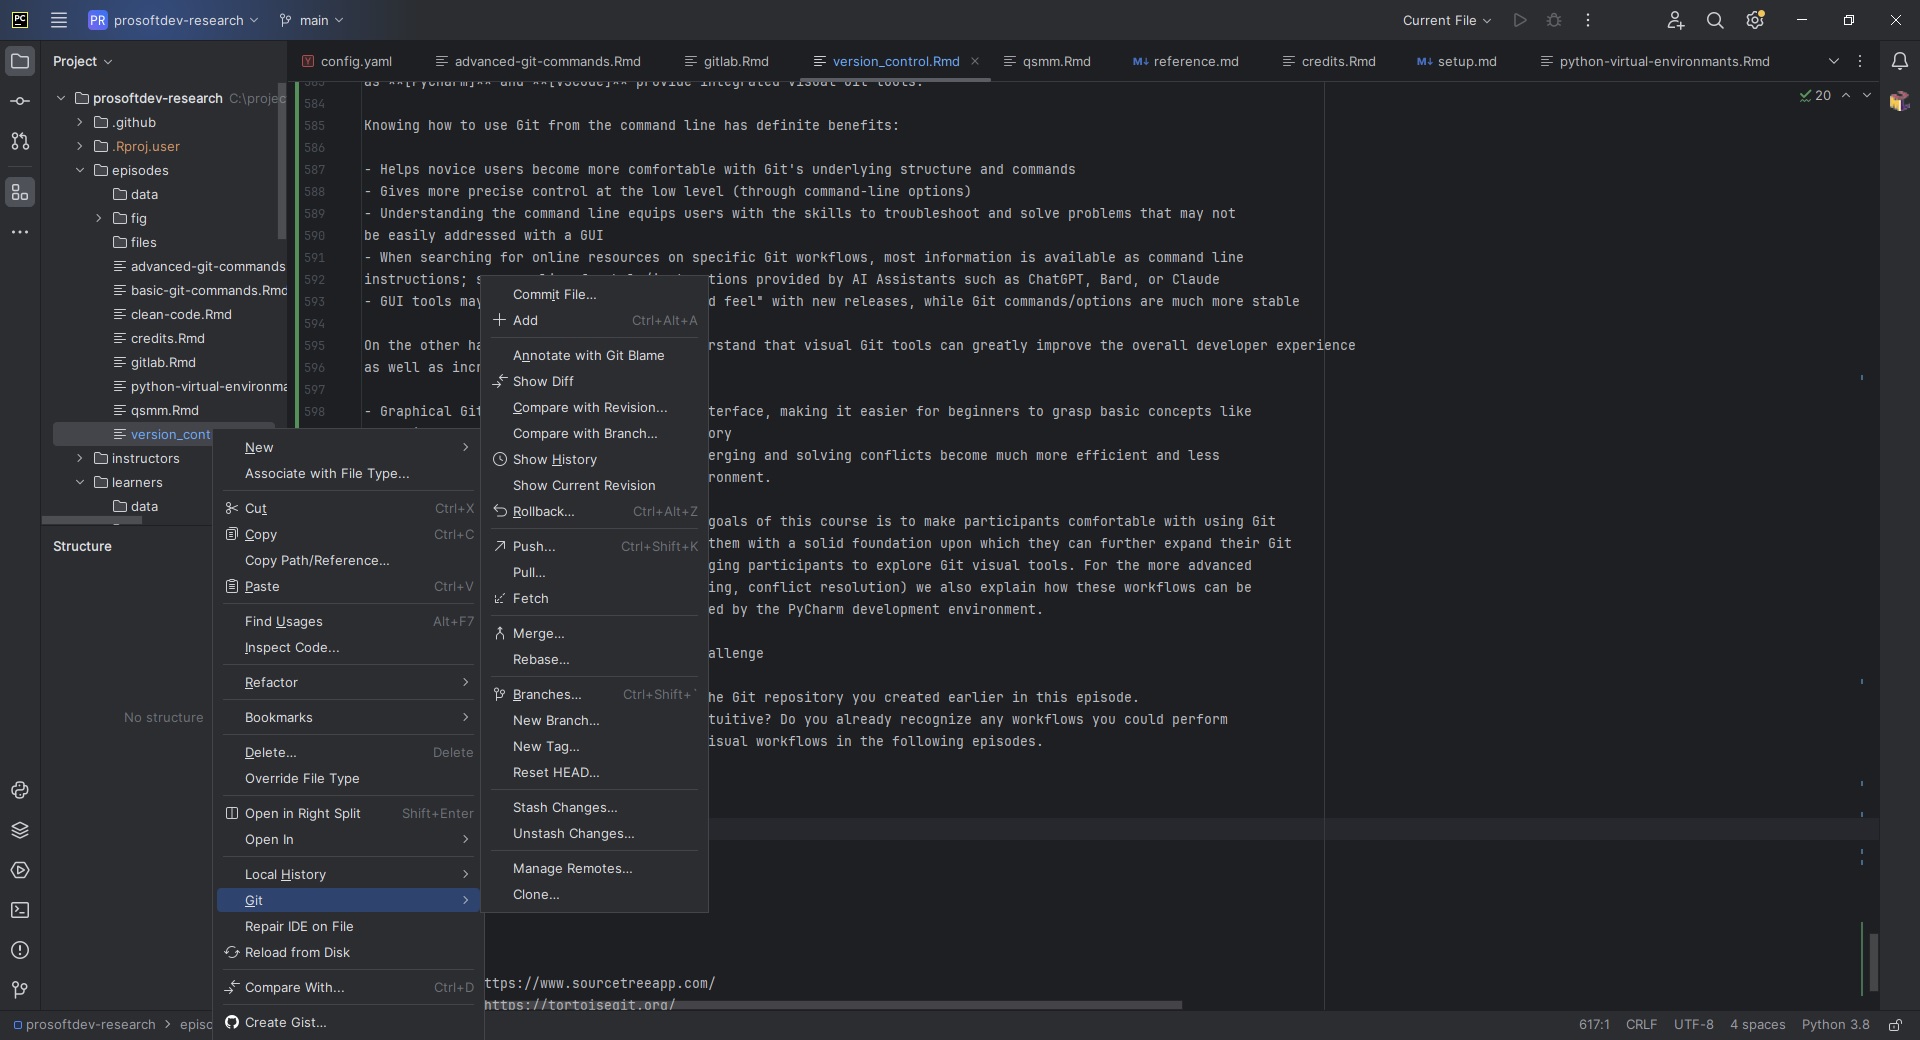 PC
PR prosoftdev-research
main
Current File
Project
config.yaml
advanced-git-commands.Rmd
gitlab.Rmd
version_control.Rmd
qsmm.Rmd
M↓ reference.md
credits.Rmd
M↓ setup.md
python-virtual-environmants.Rmd
prosoftdev-research C:\projec
.github
.Rproj.user
episodes
data
fig
files
advanced-git-commands
basic-git-commands.Rmd
clean-code.Rmd
credits.Rmd
gitlab.Rmd
python-virtual-environma
qsmm.Rmd
version_cont
instructors
learners
data
Structure
No structure
20
583 as **[PyCharm]** and **[VSCode]** provide integrated visual Git tools.
584
585 Knowing how to use Git from the command line has definite benefits:
586
587 - Helps novice users become more comfortable with Git's underlying structure and commands
588 - Gives more precise control at the low level (through command-line options)
589 - Understanding the command line equips users with the skills to troubleshoot and solve problems that may not
590 be easily addressed with a GUI
591 - When searching for online resources on specific Git workflows, most information is available as command line
592 instructions; s tions provided by AI Assistants such as ChatGPT, Bard, or Claude
593 - GUI tools may d feel" with new releases, while Git commands/options are much more stable
594
595 On the other ha rstand that visual Git tools can greatly improve the overall developer experience
596 as well as incr
597
598 - Graphical Git terface, making it easier for beginners to grasp basic concepts like
ory
erging and solving conflicts become much more efficient and less
ronment.
goals of this course is to make participants comfortable with using Git
them with a solid foundation upon which they can further expand their Git
ging participants to explore Git visual tools. For the more advanced
ing, conflict resolution) we also explain how these workflows can be
ed by the PyCharm development environment.
allenge
he Git repository you created earlier in this episode.
tuitive? Do you already recognize any workflows you could perform
isual workflows in the following episodes.
ttps://www.sourcetreeapp.com/
https://tortoisegit.org/
New
Associate with File Type...
Cut Ctrl+X
Copy Ctrl+C
Copy Path/Reference...
Paste Ctrl+V
Find Usages Alt+F7
Inspect Code...
Refactor
Bookmarks
Delete... Delete
Override File Type
Open in Right Split Shift+Enter
Open In
Local History
Git
Repair IDE on File
Reload from Disk
Compare With... Ctrl+D
Create Gist...
Commit File...
Add Ctrl+Alt+A
Annotate with Git Blame
Show Diff
Compare with Revision...
Compare with Branch...
Show History
Show Current Revision
Rollback... Ctrl+Alt+Z
Push... Ctrl+Shift+K
Pull...
Fetch
Merge...
Rebase...
Branches... Ctrl+Shift+`
New Branch...
New Tag...
Reset HEAD...
Stash Changes...
Unstash Changes...
Manage Remotes...
Clone...
prosoftdev-research > episo
617:1 CRLF UTF-8 4 spaces Python 3.8